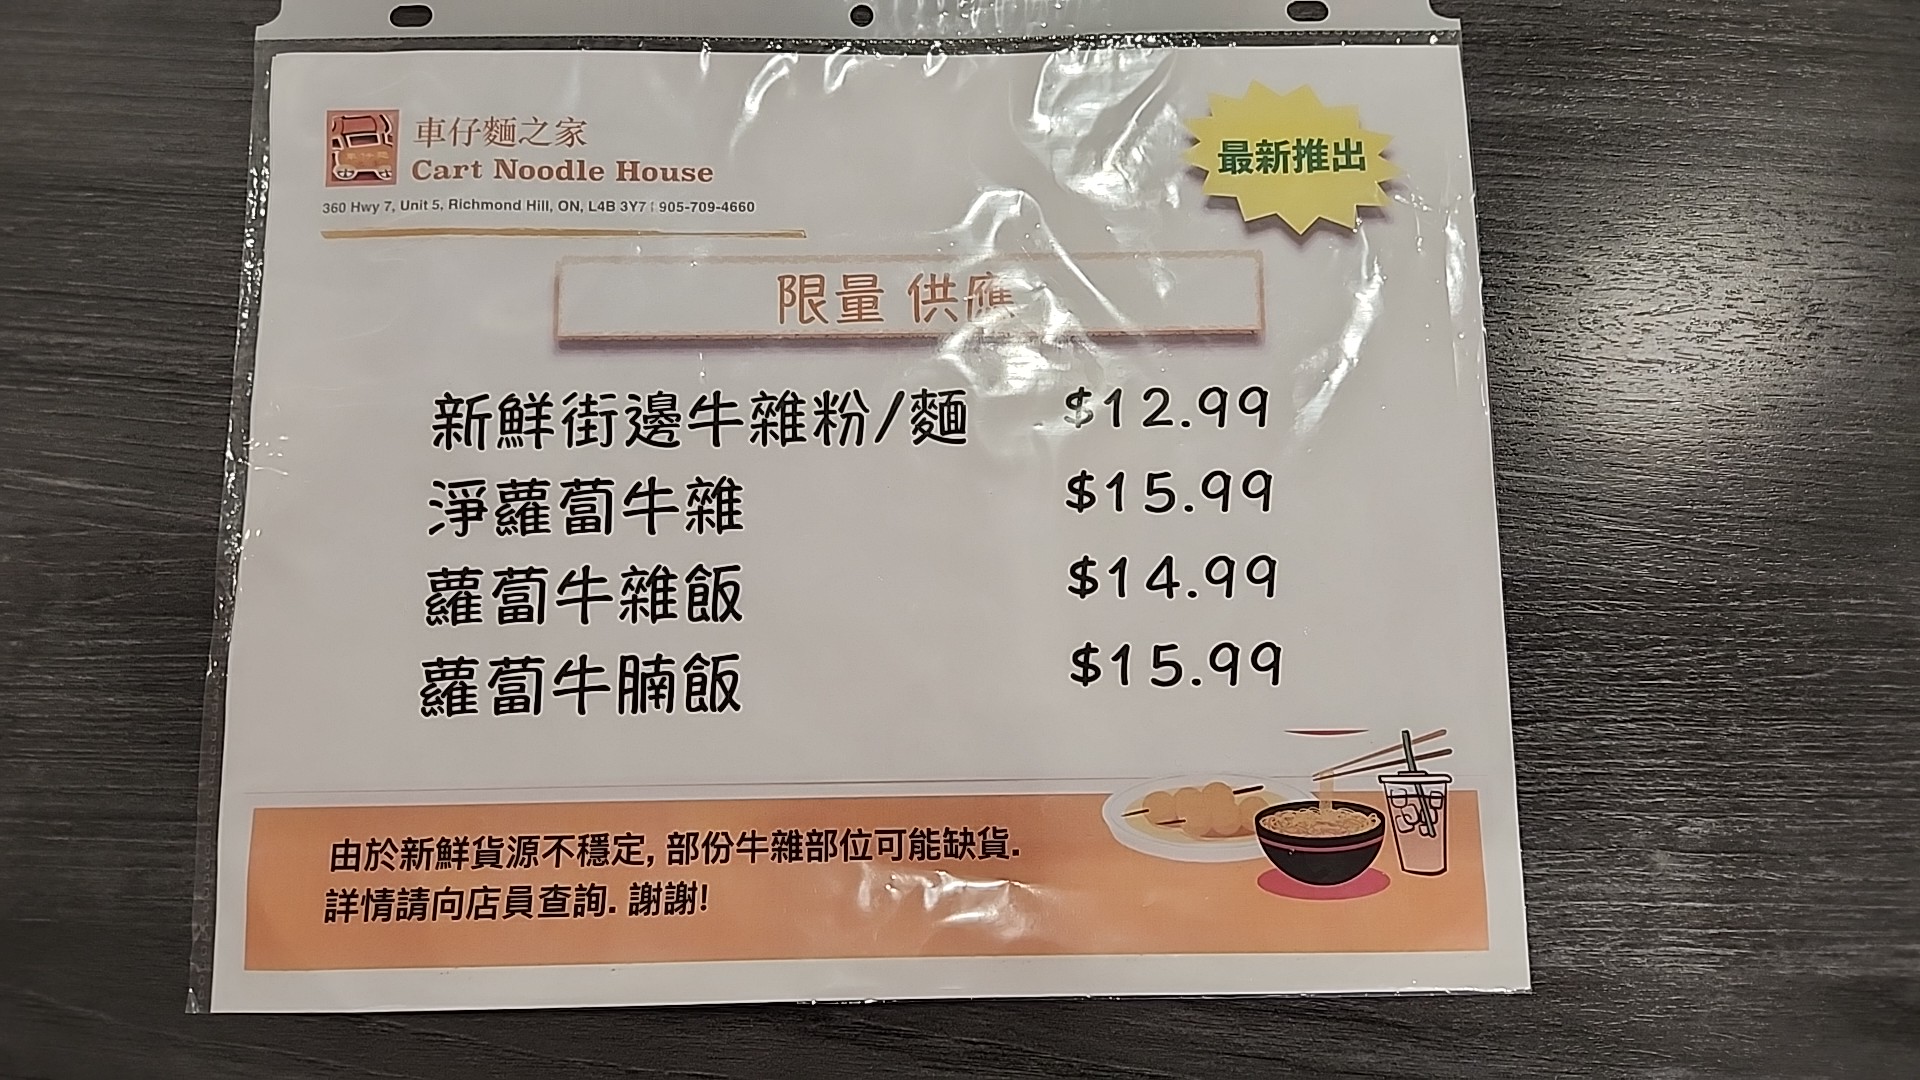 車仔麵之家
Cart Noodle House
360 Hwy 7, Unit 5, Richmond Hill, ON, L4B 3Y7 | 905-709-4660
最新推出
限量 供應
新鮮街邊牛雜粉/麵 $12.99
淨蘿蔔牛雜 $15.99
蘿蔔牛雜飯 $14.99
蘿蔔牛腩飯 $15.99
由於新鮮貨源不穩定, 部份牛雜部位可能缺貨.
詳情請向店員查詢. 謝謝!